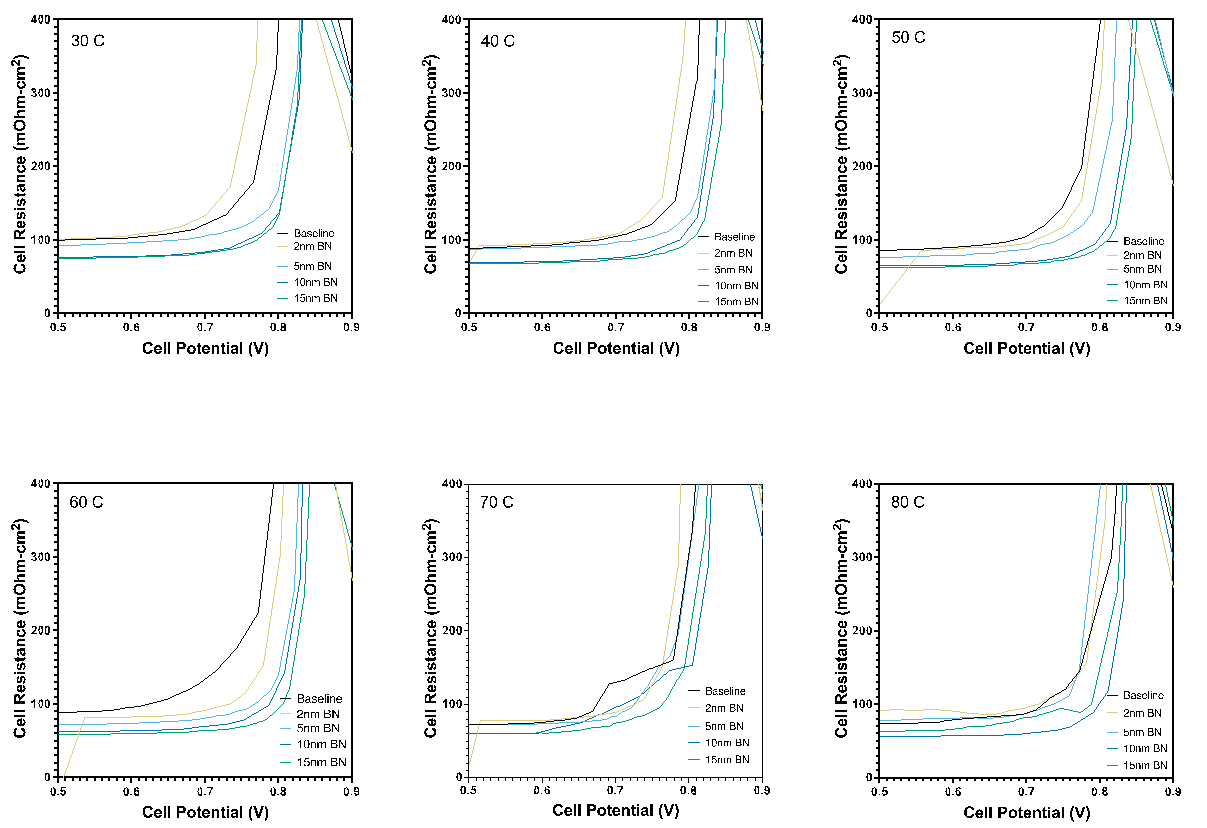 400
300
200
100
0
Cell Resistance (mOhm-cm²)
30 C
Baseline
2nm BN
5nm BN
10nm BN
15nm BN
0.5 0.6 0.7 0.8 0.9
Cell Potential (V)
400
300
200
100
0
Cell Resistance (mOhm-cm²)
40 C
Baseline
2nm BN
5nm BN
10nm BN
15nm BN
0.5 0.6 0.7 0.8 0.9
Cell Potential (V)
400
300
200
100
0
Cell Resistance (mOhm-cm²)
50 C
Baseline
2nm BN
5nm BN
10nm BN
15nm BN
0.5 0.6 0.7 0.8 0.9
Cell Potential (V)
400
300
200
100
0
Cell Resistance (mOhm-cm²)
60 C
Baseline
2nm BN
5nm BN
10nm BN
15nm BN
0.5 0.6 0.7 0.8 0.9
Cell Potential (V)
400
300
200
100
0
Cell Resistance (mOhm-cm²)
70 C
Baseline
2nm BN
5nm BN
10nm BN
15nm BN
0.5 0.6 0.7 0.8 0.9
Cell Potential (V)
400
300
200
100
0
Cell Resistance (mOhm-cm²)
80 C
Baseline
2nm BN
5nm BN
10nm BN
15nm BN
0.5 0.6 0.7 0.8 0.9
Cell Potential (V)